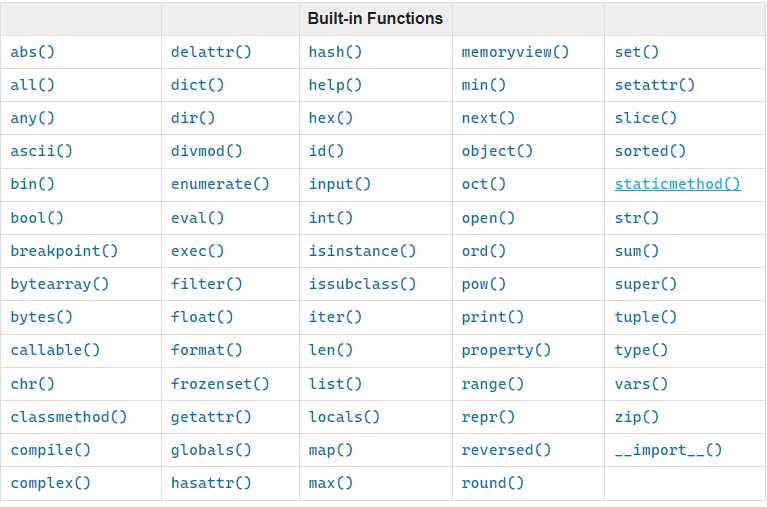 Built-in Functions
abs() delattr() hash() memoryview() set()
all() dict() help() min() setattr()
any() dir() hex() next() slice()
ascii() divmod() id() object() sorted()
bin() enumerate() input() oct() staticmethod()
bool() eval() int() open() str()
breakpoint() exec() isinstance() ord() sum()
bytearray() filter() issubclass() pow() super()
bytes() float() iter() print() tuple()
callable() format() len() property() type()
chr() frozenset() list() range() vars()
classmethod() getattr() locals() repr() zip()
compile() globals() map() reversed() __import__()
complex() hasattr() max() round()